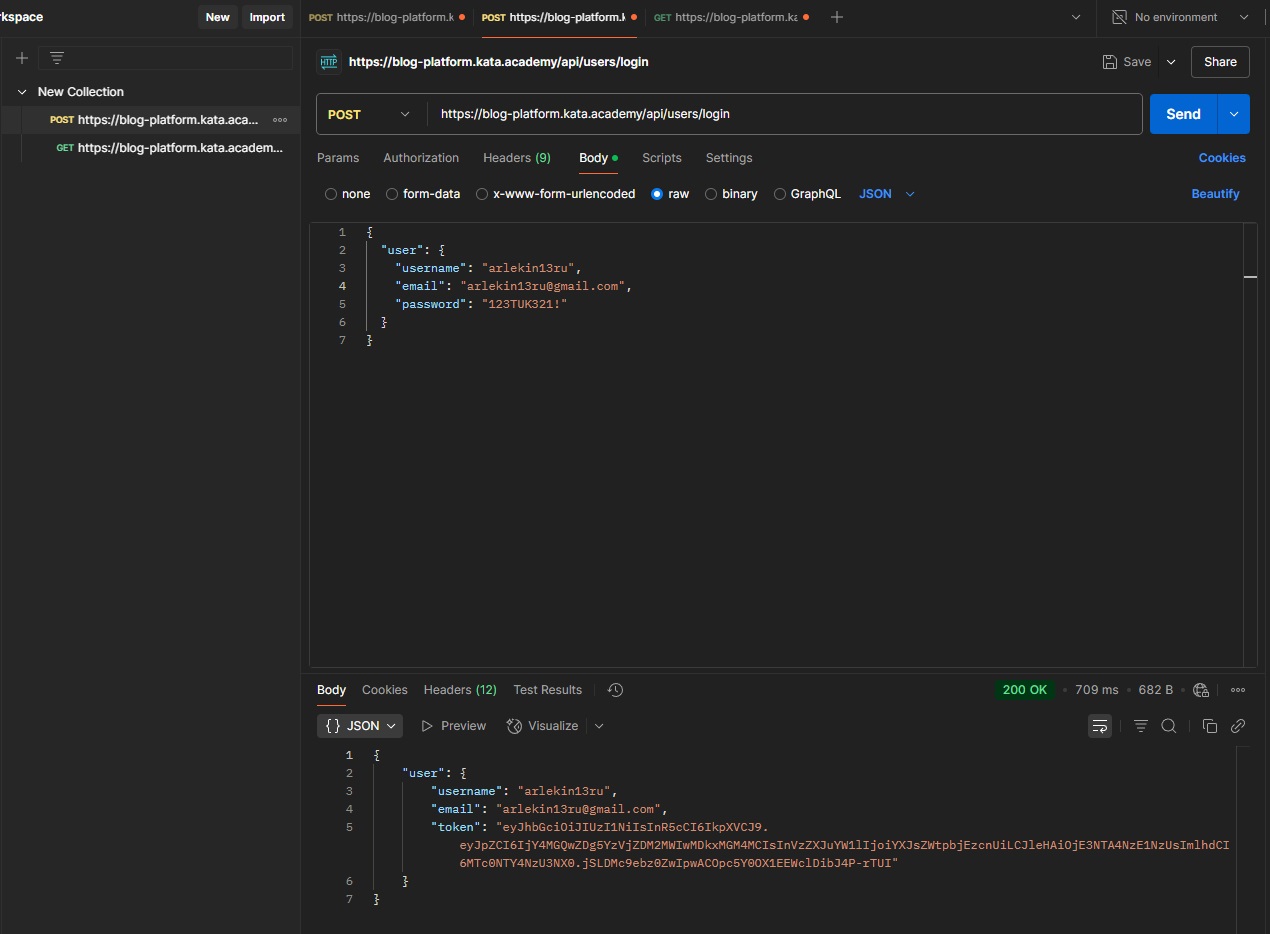 rkspace
New
Import
POST https://blog-platform.k
POST https://blog-platform.k
GET https://blog-platform.ka
No environment
HTTP
https://blog-platform.kata.academy/api/users/login
Save
Share
New Collection
POST https://blog-platform.kata.aca...
GET https://blog-platform.kata.academ...
POST
https://blog-platform.kata.academy/api/users/login
Send
Params
Authorization
Headers (9)
Body
Scripts
Settings
Cookies
none
form-data
x-www-form-urlencoded
raw
binary
GraphQL
JSON
Beautify
1 {
2 "user": {
3 "username": "arlekin13ru",
4 "email": "arlekin13ru@gmail.com",
5 "password": "123TUK321!"
6 }
7 }
Body
Cookies
Headers (12)
Test Results
200 OK
709 ms
682 B
{} JSON
Preview
Visualize
1 {
2 "user": {
3 "username": "arlekin13ru",
4 "email": "arlekin13ru@gmail.com",
5 "token": "eyJhbGciOiJIUzI1NiIsInR5cCI6IkpXVCJ9.
eyJpZCI6IjY4MGQwZDg5YzVjZDM2MWIwMDkxMGM4MCIsInVzZXJuYW1lIjoiYXJsZWtpbjEzcnUiLCJleHAiOjE3NTA4NzE1NzUsImlhdCI
6MTc0NTY4NzU3NX0.jSLDMc9ebz0ZwIpwACOpc5Y0OX1EEWclDibJ4P-rTUI"
6 }
7 }